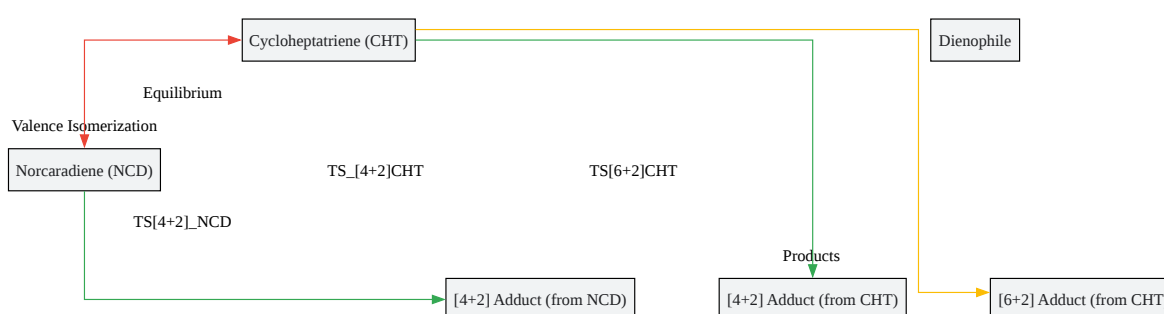 Cycloheptatriene (CHT)
Dienophile
Equilibrium
Valence Isomerization
Norcaradiene (NCD)
TS_[4+2]CHT
TS[6+2]CHT
TS[4+2]_NCD
Products
[4+2] Adduct (from NCD)
[4+2] Adduct (from CHT)
[6+2] Adduct (from CHT